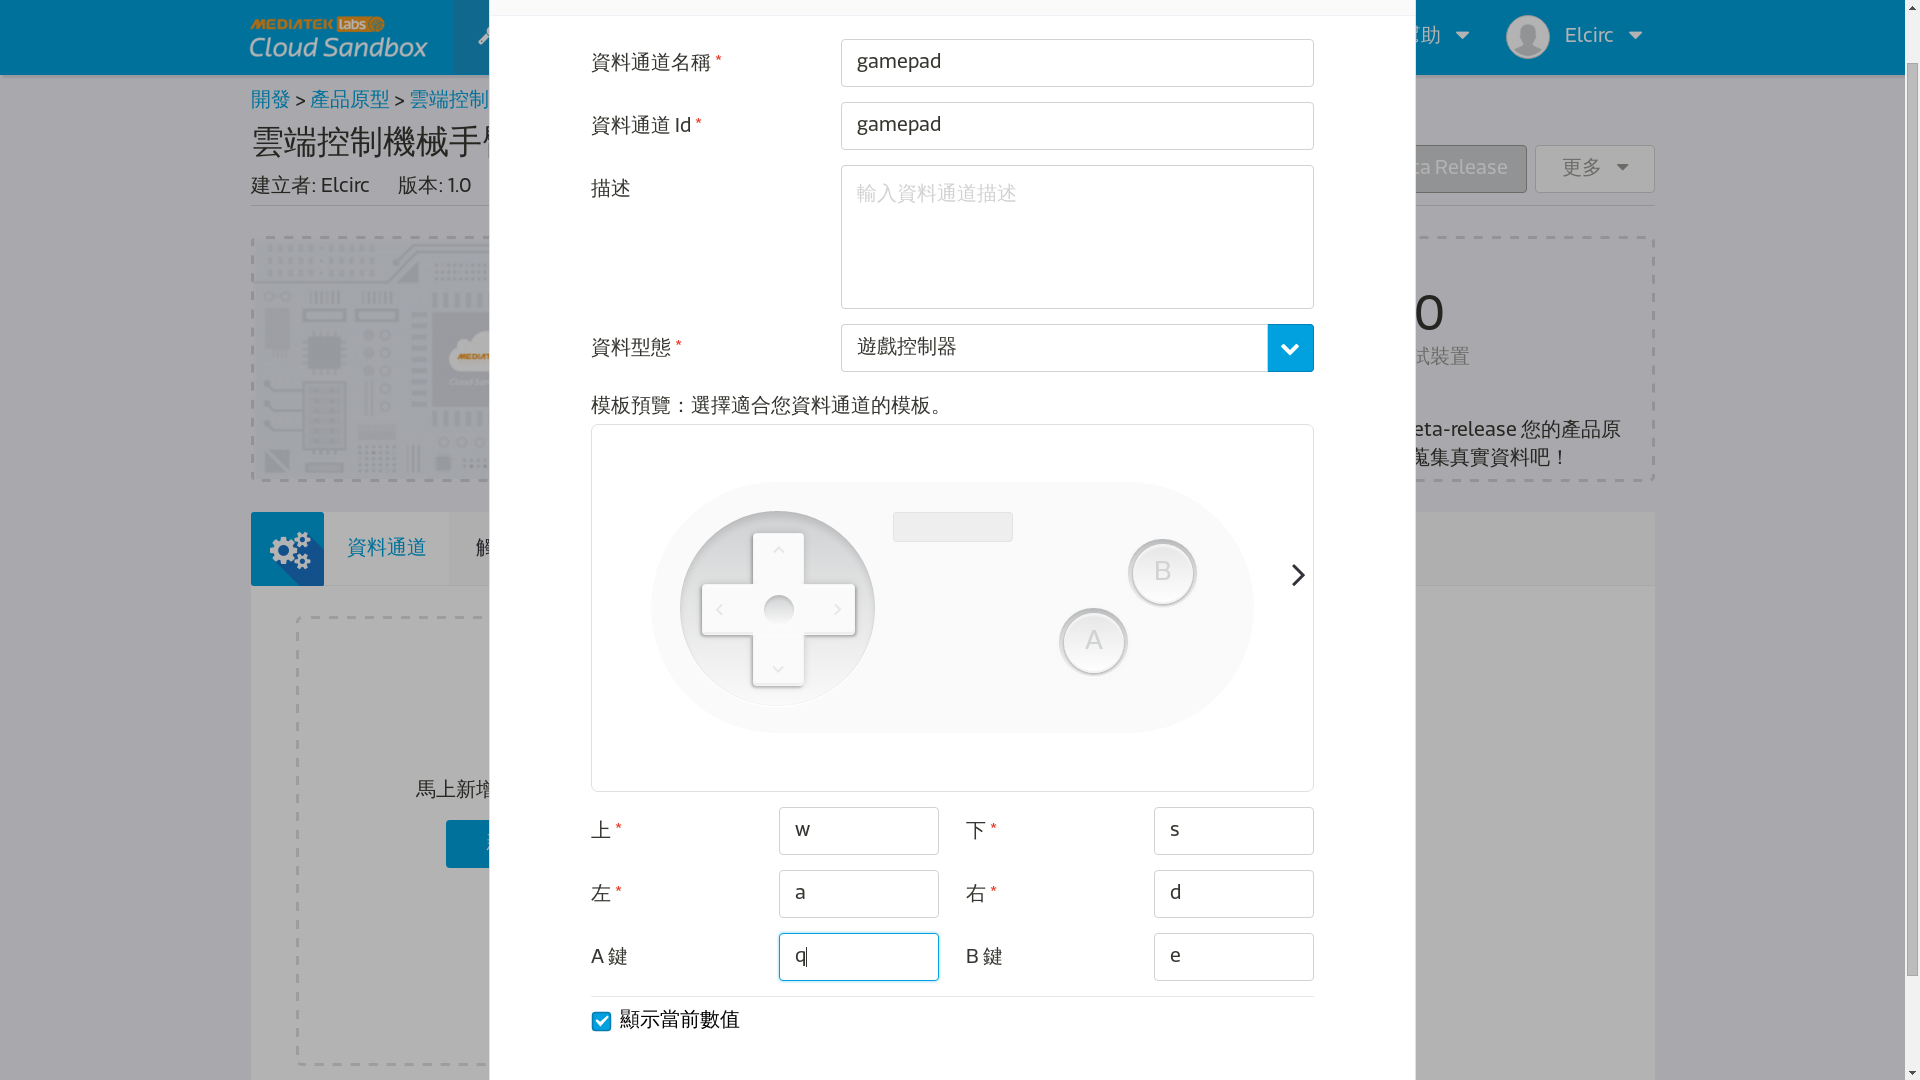 MEDIATEK labs
Cloud Sandbox
Elcirc
開發 > 產品原型 > 雲端控制
雲端控制機械手
建立者: Elcirc 版本: 1.0
Release
更多
資料通道名稱 *
gamepad
資料通道 Id *
gamepad
描述
輸入資料通道描述
資料型態 *
遊戲控制器
0
試裝置
模板預覽：選擇適合您資料通道的模板。
eta-release 您的產品原
蒐集真實資料吧！
資料通道
B
A
馬上新增
上 *
w
下 *
s
左 *
a
右 *
d
A 鍵
q
B 鍵
e
顯示當前數值